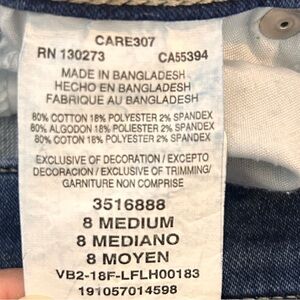 CARE307
RN 130273 CA55394
MADE IN BANGLADESH
HECHO EN BANGLADESH
FABRIQUE AU BANGLADESH
80% COTTON 18% POLYESTER 2% SPANDEX
80% ALGODON 18% POLIESTER 2% SPANDEX
80% COTON 18% POLYESTER 2% SPANDEX
EXCLUSIVE OF DECORATION / EXCEPTO
DECORACION / EXCLUSIVE OF TRIMMING/
GARNITURE NON COMPRISE
3516888
8 MEDIUM
8 MEDIANO
8 MOYEN
VB2-18F-LFLH00183
191057014598